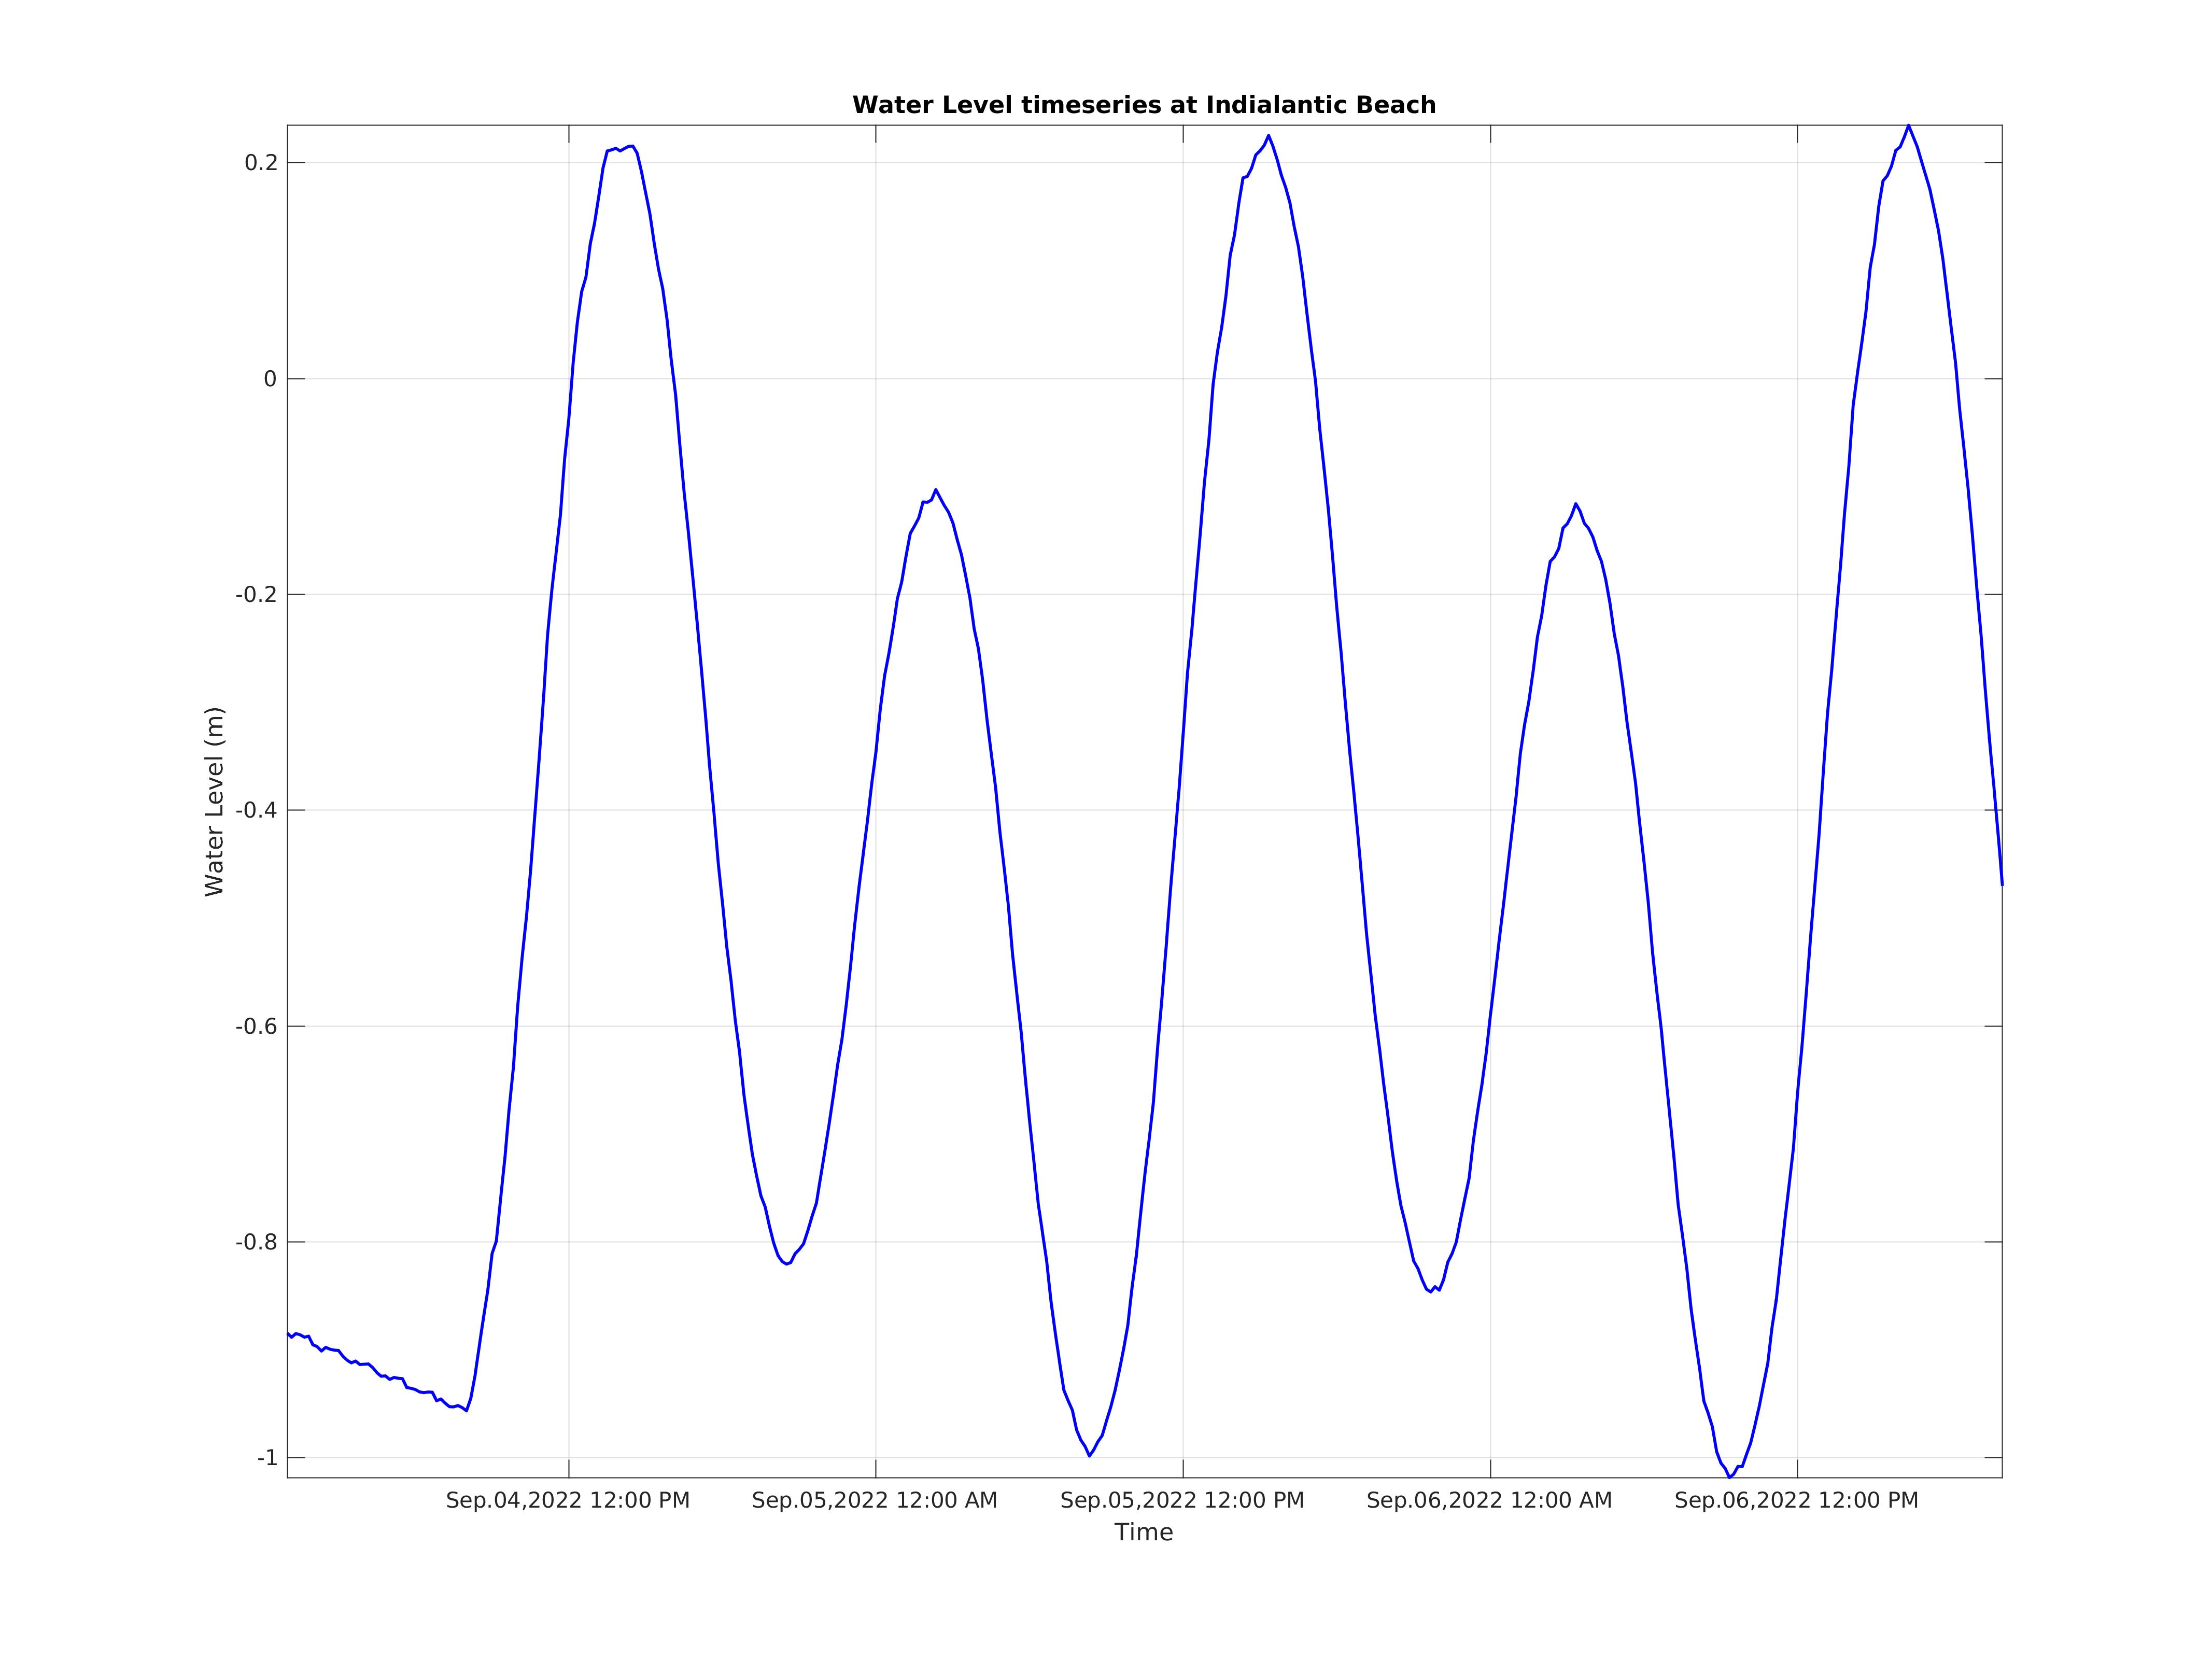 Water Level timeseries at Indialantic Beach
0.2
0
-0.2
-0.4
-0.6
-0.8
-1
Water Level (m)
Sep.04,2022 12:00 PM
Sep.05,2022 12:00 AM
Sep.05,2022 12:00 PM
Sep.06,2022 12:00 AM
Sep.06,2022 12:00 PM
Time